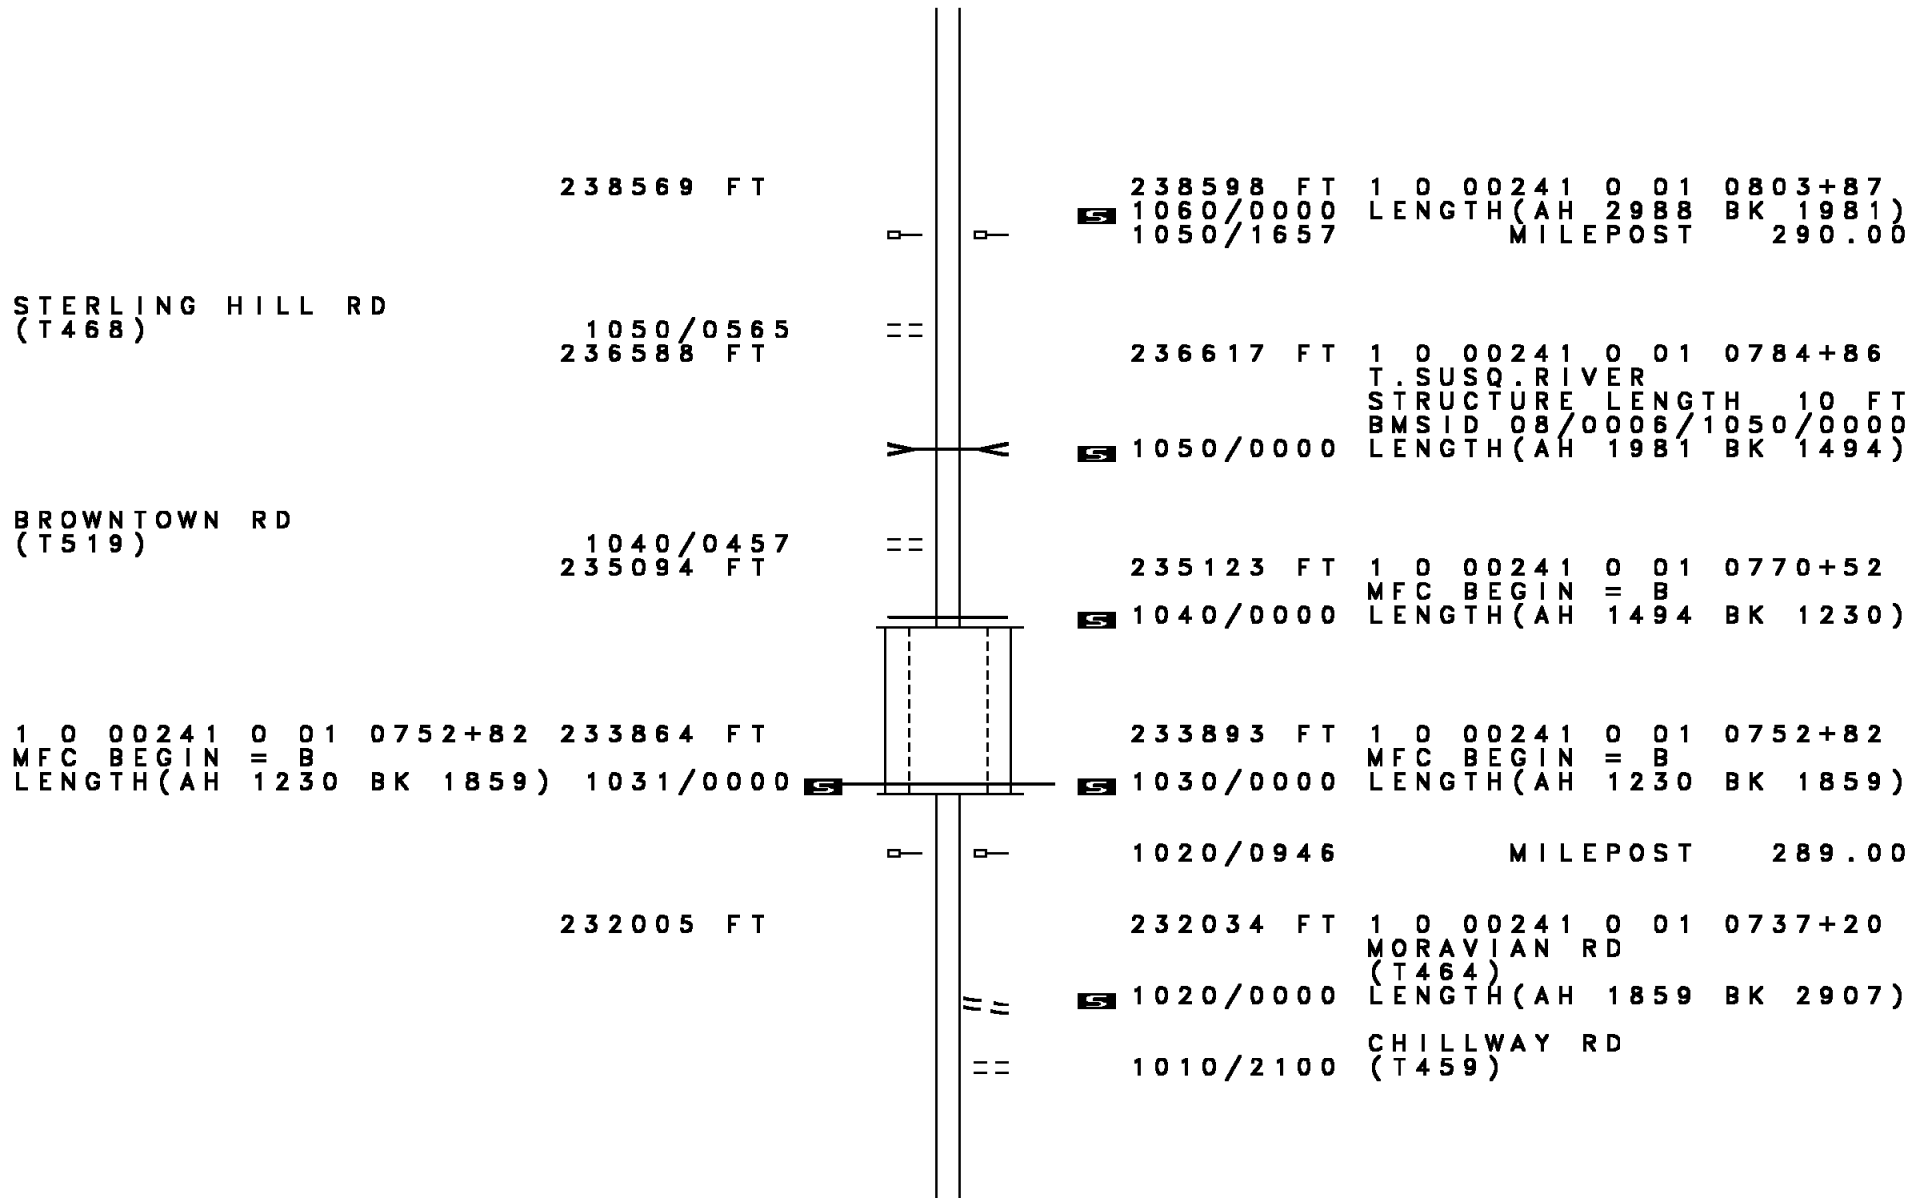 238569 FT 238598 FT 1 0 00241 0 01 0803+87
S 1060/0000 LENGTH(AH 2988 BK 1981)
1050/1657 MILEPOST 290.00
STERLING HILL RD
(T468) 1050/0565
236588 FT 236617 FT 1 0 00241 0 01 0784+86
T.SUSQ.RIVER
STRUCTURE LENGTH 10 FT
BMSID 08/0006/1050/0000
S 1050/0000 LENGTH(AH 1981 BK 1494)
BROWNTOWN RD
(T519) 1040/0457
235094 FT 235123 FT 1 0 00241 0 01 0770+52
MFC BEGIN = B
S 1040/0000 LENGTH(AH 1494 BK 1230)
1 0 00241 0 01 0752+82 233864 FT 233893 FT 1 0 00241 0 01 0752+82
MFC BEGIN = B MFC BEGIN = B
LENGTH(AH 1230 BK 1859) 1031/0000 S S 1030/0000 LENGTH(AH 1230 BK 1859)
1020/0946 MILEPOST 289.00
232005 FT 232034 FT 1 0 00241 0 01 0737+20
MORAVIAN RD
(T464)
S 1020/0000 LENGTH(AH 1859 BK 2907)
CHILLWAY RD
1010/2100 (T459)